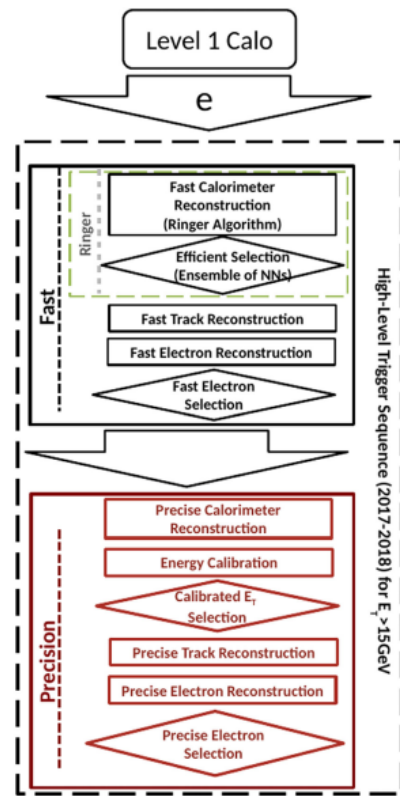 Level 1 Calo
e
Fast
Ringer
Fast Calorimeter
Reconstruction
(Ringer Algorithm)
Efficient Selection
(Ensemble of NNs)
Fast Track Reconstruction
Fast Electron Reconstruction
Fast Electron
Selection
Precision
Precise Calorimeter
Reconstruction
Energy Calibration
Calibrated E_T
Selection
Precise Track Reconstruction
Precise Electron Reconstruction
Precise Electron
Selection
High-Level Trigger Sequence (2017-2018) for E_T >15GeV